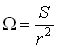 Ω = S / r²